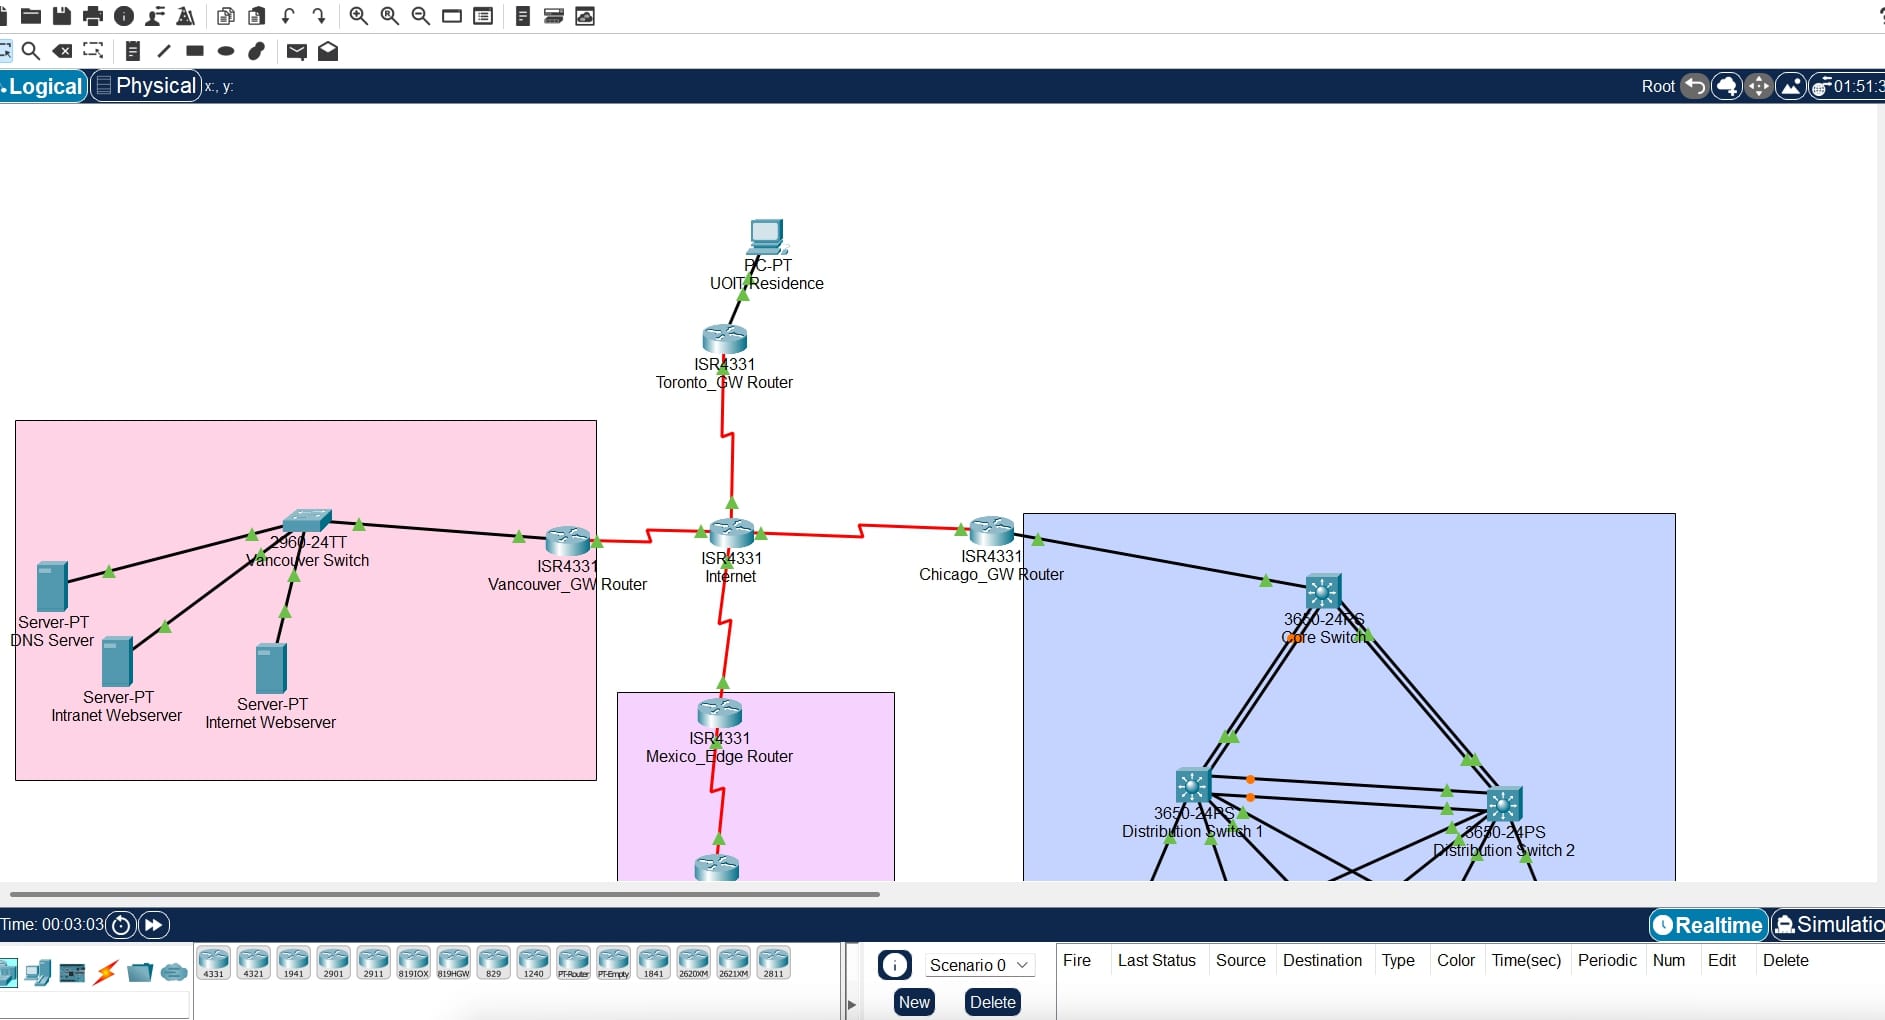 Logical
Physical
x:, y:
Root
01:51:3
PC-PT
UOIT Residence
ISR4331
Toronto_GW Router
2960-24TT
Vancouver Switch
ISR4331
Vancouver_GW Router
ISR4331
Internet
ISR4331
Chicago_GW Router
3650-24PS
Core Switch
Server-PT
DNS Server
Server-PT
Intranet Webserver
Server-PT
Internet Webserver
ISR4331
Mexico_Edge Router
3650-24PS
Distribution Switch 1
3650-24PS
Distribution Switch 2
Time: 00:03:03
Realtime
Simulatio
4331
4321
1941
2901
2911
819IOX
819HGW
829
1240
PT-Router
PT-Empty
1841
2620XM
2621XM
2811
Scenario 0
New
Delete
Fire
Last Status
Source
Destination
Type
Color
Time(sec)
Periodic
Num
Edit
Delete